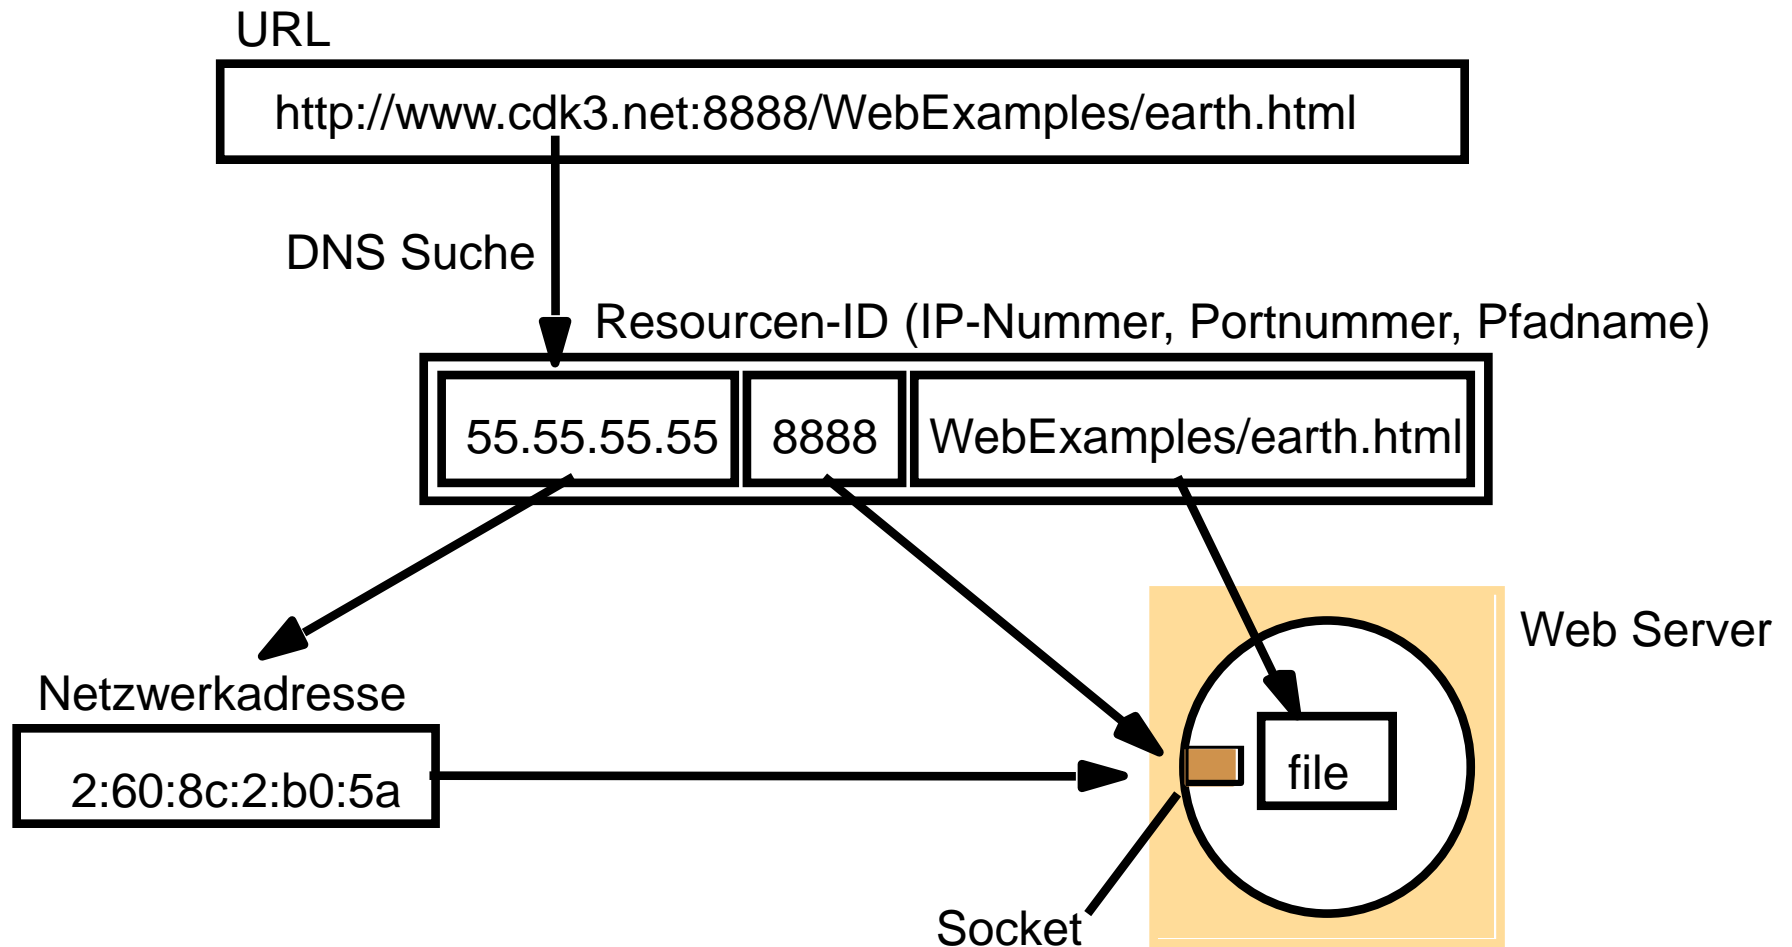 URL
http://www.cdk3.net:8888/WebExamples/earth.html
DNS Suche
Resourcen-ID (IP-Nummer, Portnummer, Pfadname)
55.55.55.55
8888
WebExamples/earth.html
Web Server
Netzwerkadresse
2:60:8c:2:b0:5a
file
Socket